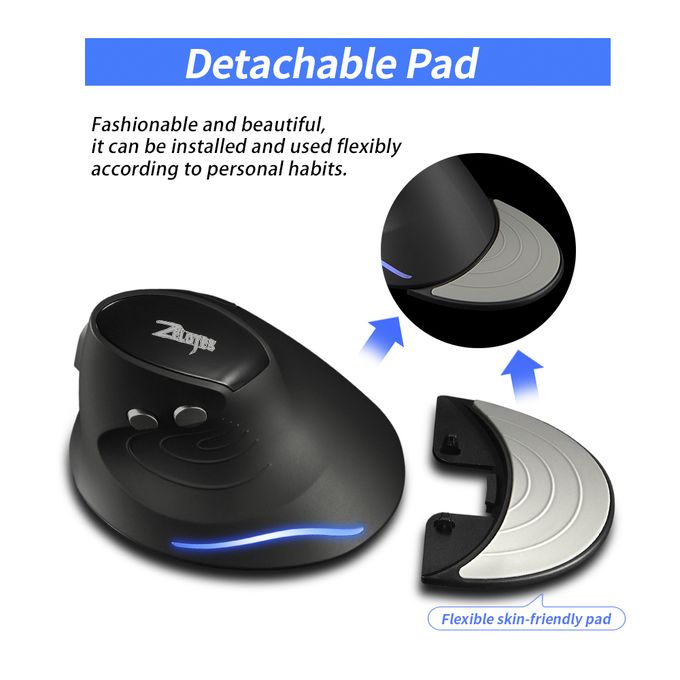 Detachable Pad
Fashionable and beautiful,
it can be installed and used flexibly
according to personal habits.
ZELOTES
Flexible skin-friendly pad